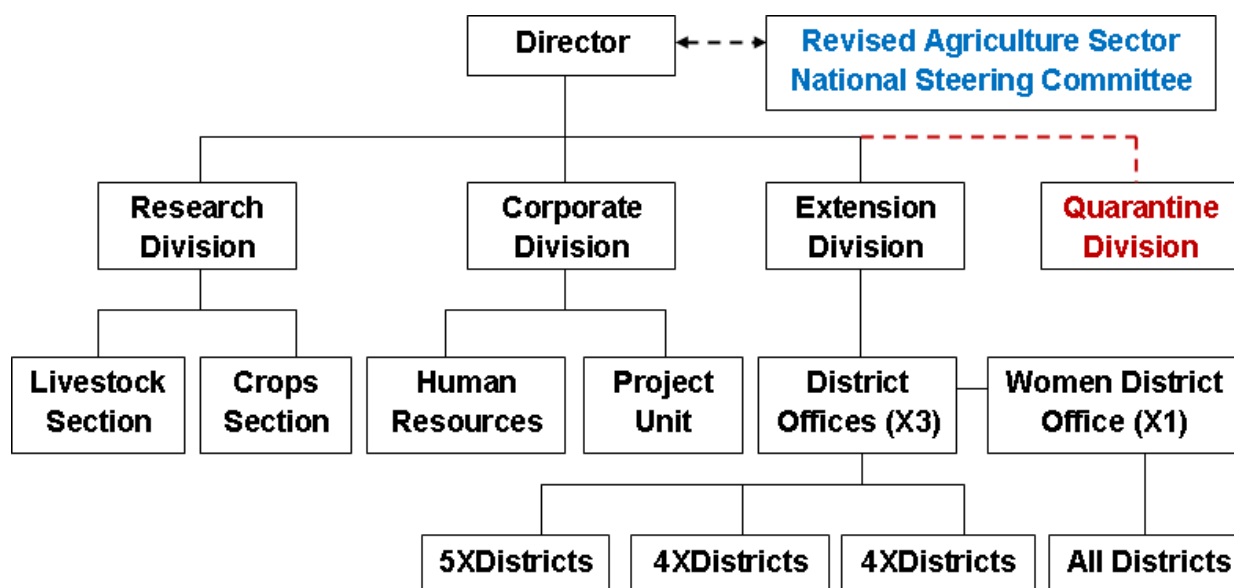 Director
Revised Agriculture Sector
National Steering Committee
Research
Division
Corporate
Division
Extension
Division
Quarantine
Division
Livestock
Section
Crops
Section
Human
Resources
Project
Unit
District
Offices (X3)
Women District
Office (X1)
5XDistricts
4XDistricts
4XDistricts
All Districts